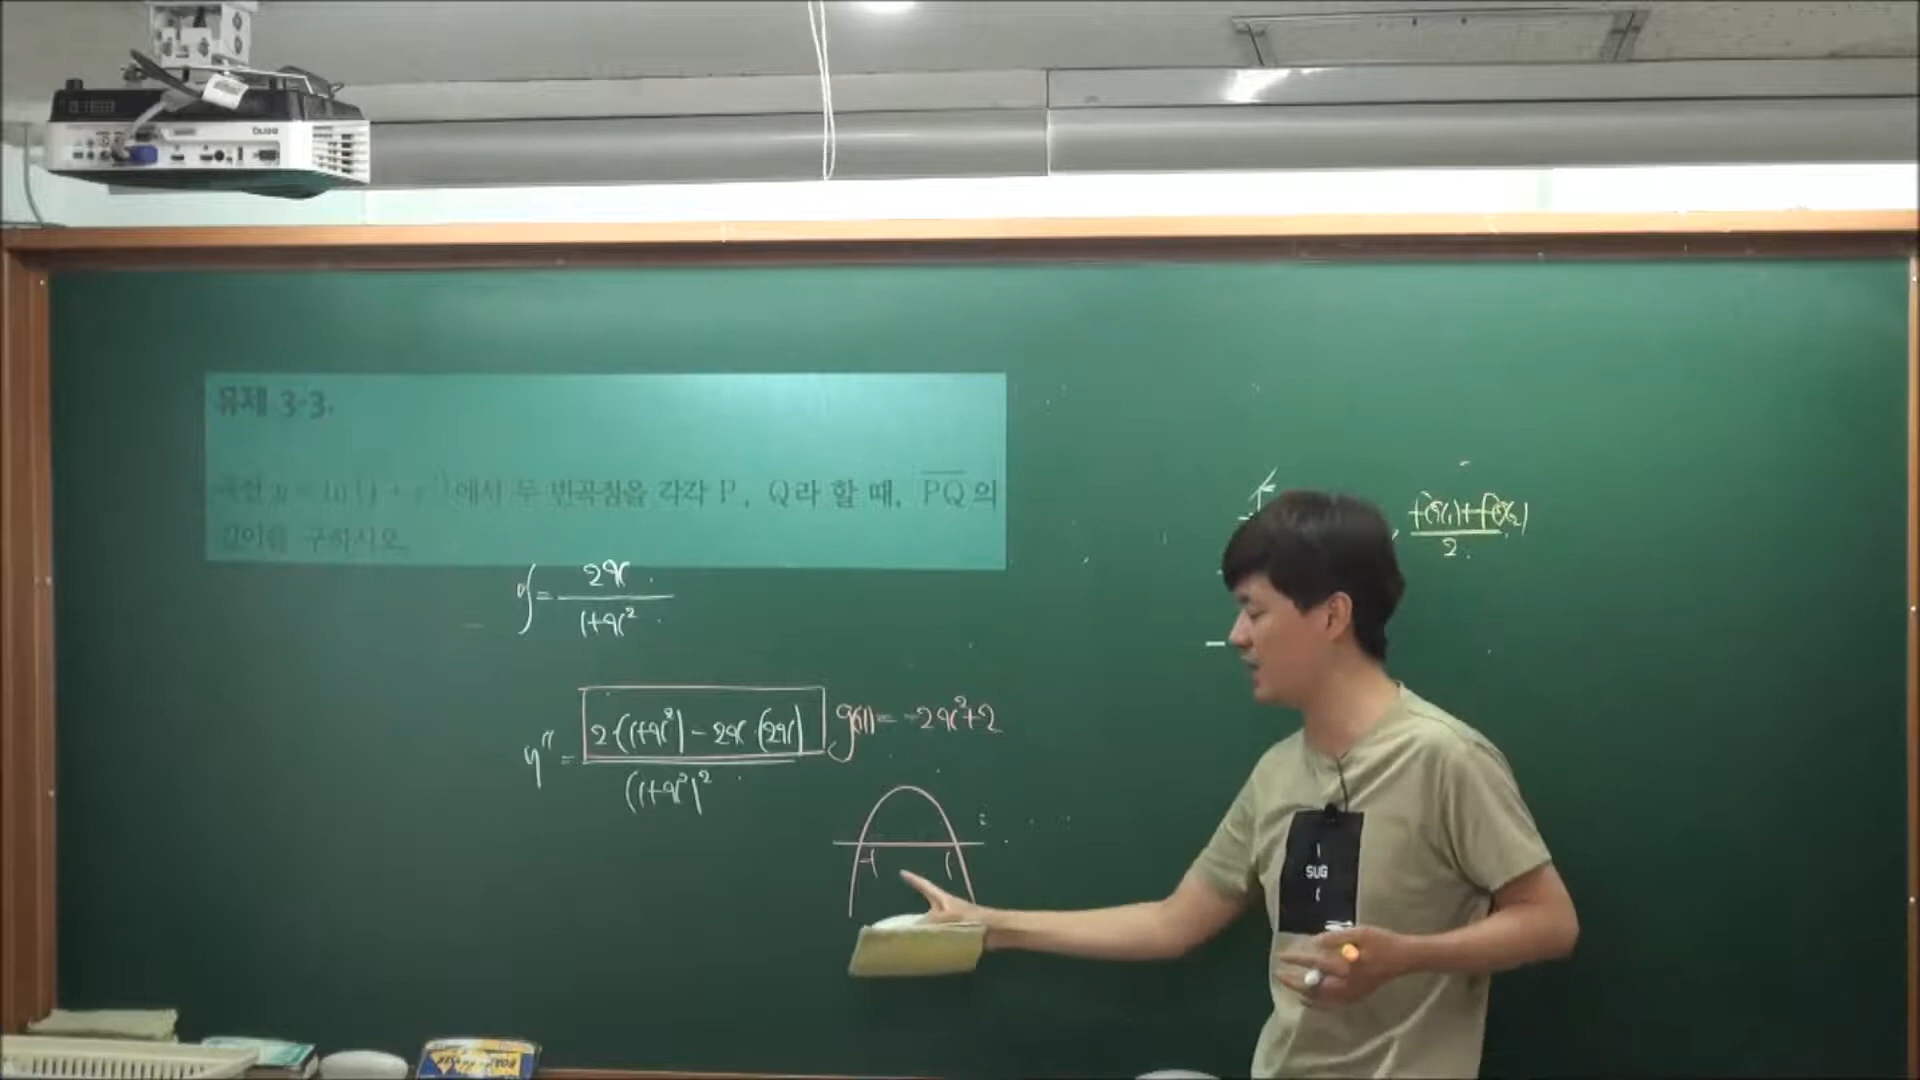 유제 3-3.
곡선 y = ln(1 + x²)에서 두 변곡점을 각각 P, Q라 할 때, PQ의
길이를 구하시오.
y' = 2x / 1+x²
y'' = 2(1+x²) - 2x(2x) / (1+x²)²
g(x) = -2x²+2
-1 1
f(x₁)+f(x₂) / 2
SUG